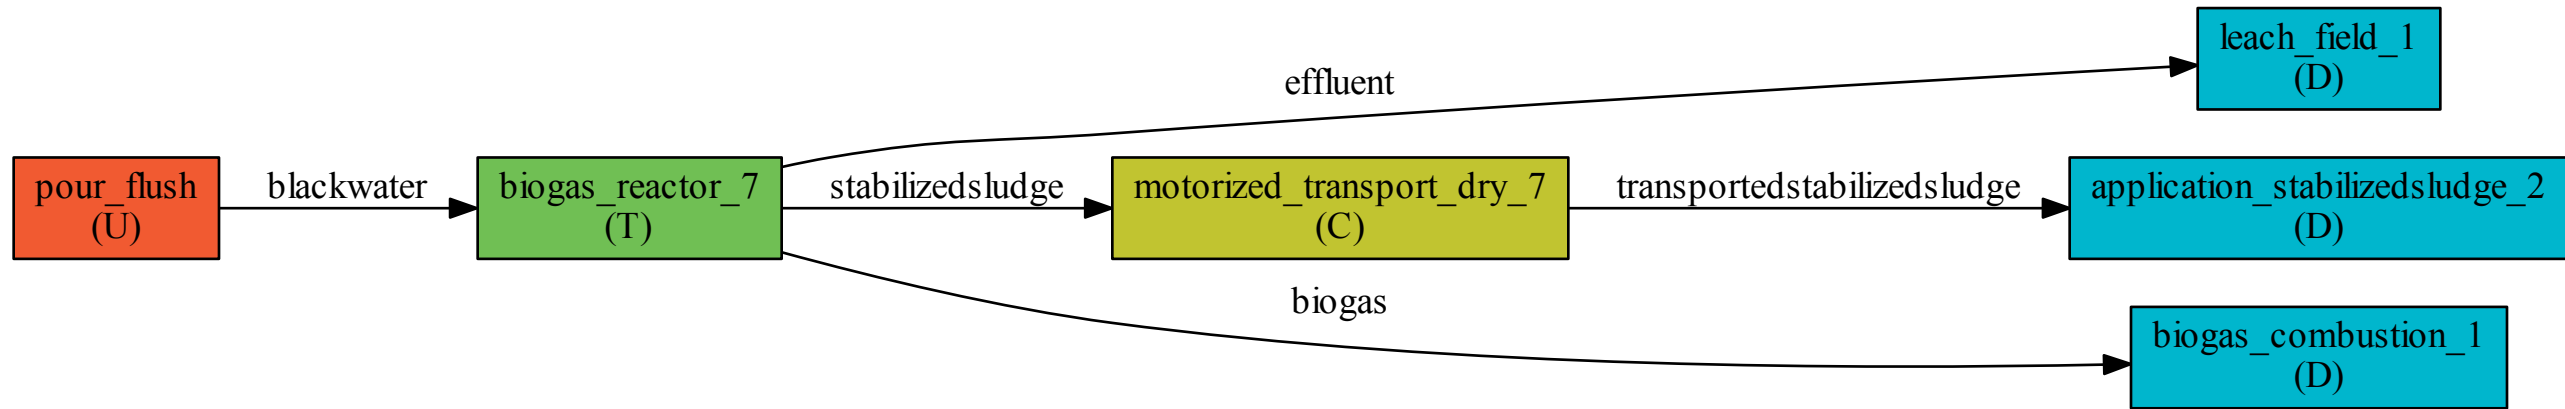 pour_flush
(U)
blackwater
biogas_reactor_7
(T)
effluent
stabilizedsludge
biogas
motorized_transport_dry_7
(C)
transportedstabilizedsludge
leach_field_1
(D)
application_stabilizedsludge_2
(D)
biogas_combustion_1
(D)